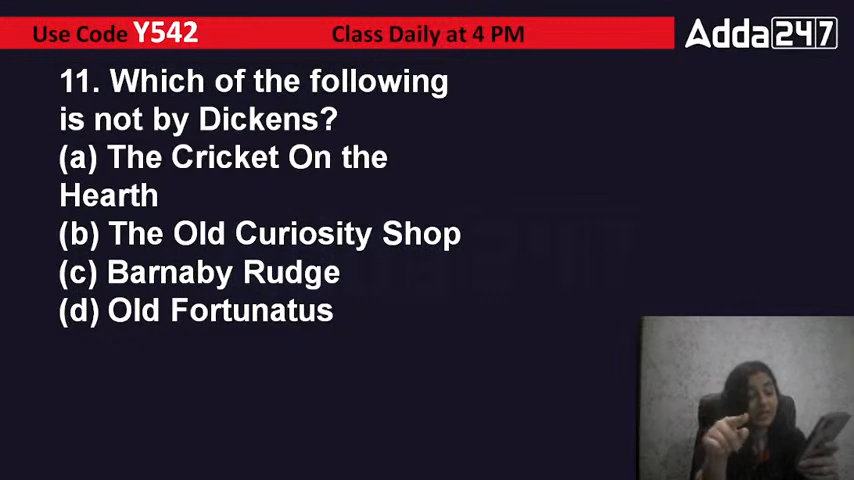 Use Code Y542 Class Daily at 4 PM Adda247
11. Which of the following
is not by Dickens?
(a) The Cricket On the
Hearth
(b) The Old Curiosity Shop
(c) Barnaby Rudge
(d) Old Fortunatus